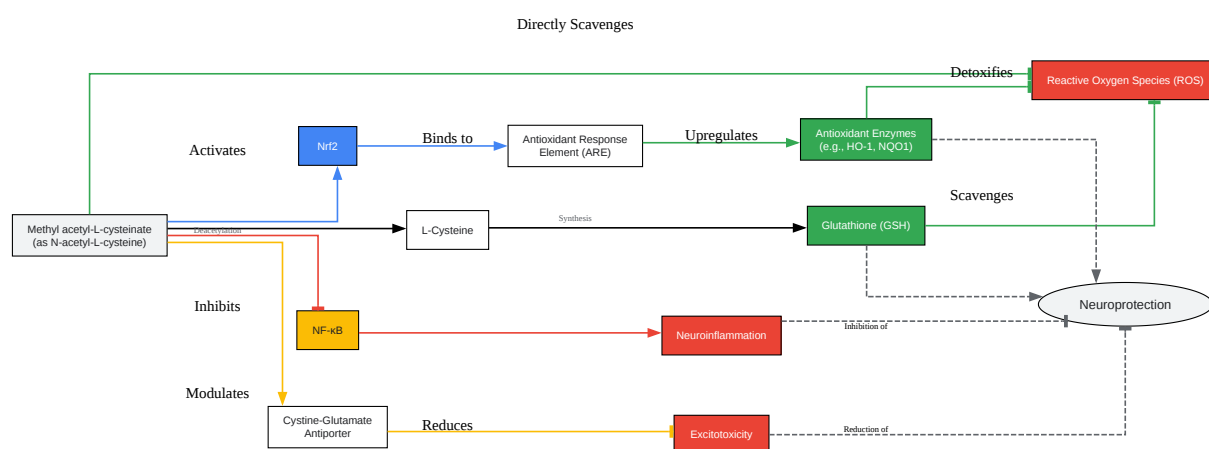 Directly Scavenges
Detoxifies
Reactive Oxygen Species (ROS)
Activates
Nrf2
Binds to
Antioxidant Response
Element (ARE)
Upregulates
Antioxidant Enzymes
(e.g., HO-1, NQO1)
Methyl acetyl-L-cysteinate
(as N-acetyl-L-cysteine)
Deacetylation
L-Cysteine
Synthesis
Glutathione (GSH)
Scavenges
Neuroprotection
Inhibits
NF-κB
Neuroinflammation
Inhibition of
Modulates
Cystine-Glutamate
Antiporter
Reduces
Excitotoxicity
Reduction of